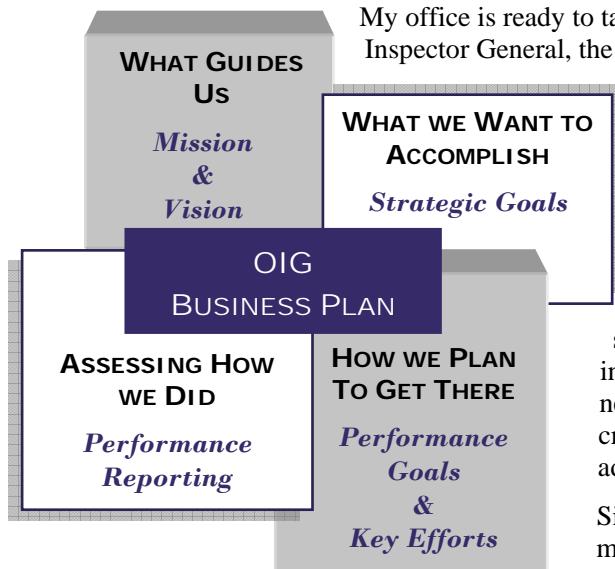 My office is ready to
Inspector General, the
WHAT GUIDES
US
Mission
&
Vision
WHAT WE WANT TO
ACCOMPLISH
Strategic Goals
OIG
BUSINESS PLAN
ASSESSING HOW
WE DID
Performance
Reporting
HOW WE PLAN
TO GET THERE
Performance
Goals
&
Key Efforts